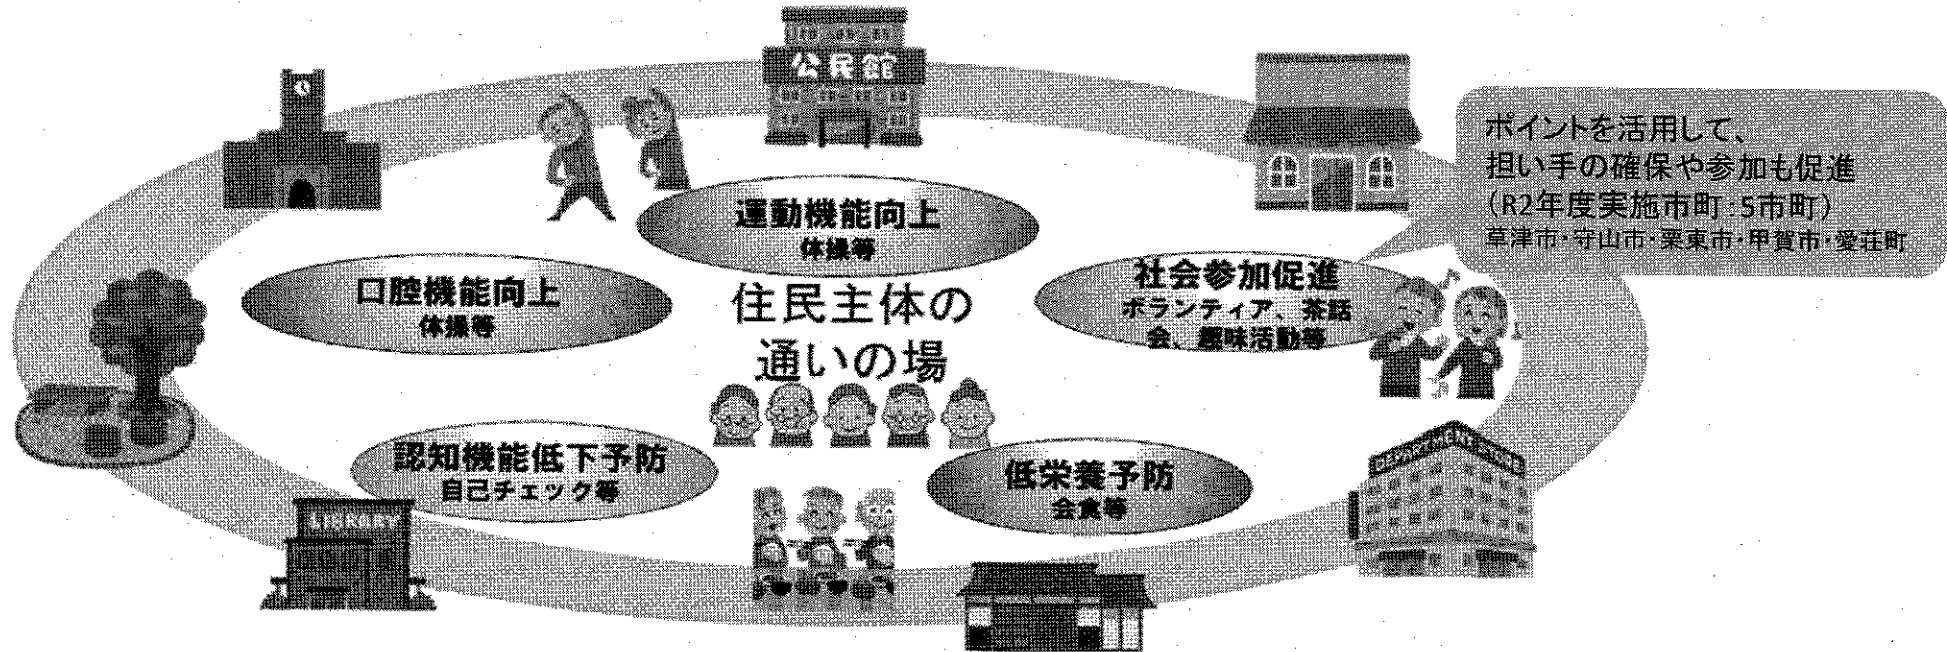 公民館
ポイントを活用して、
担い手の確保や参加も促進
（R2年度実施市町：5市町）
草津市・守山市・栗東市・甲賀市・愛荘町
運動機能向上
体操等
口腔機能向上
体操等
社会参加促進
ボランティア、茶話
会、趣味活動等
住民主体の
通いの場
認知機能低下予防
自己チェック等
低栄養予防
会食等
LIBRARY
DEPARTMENT STORE